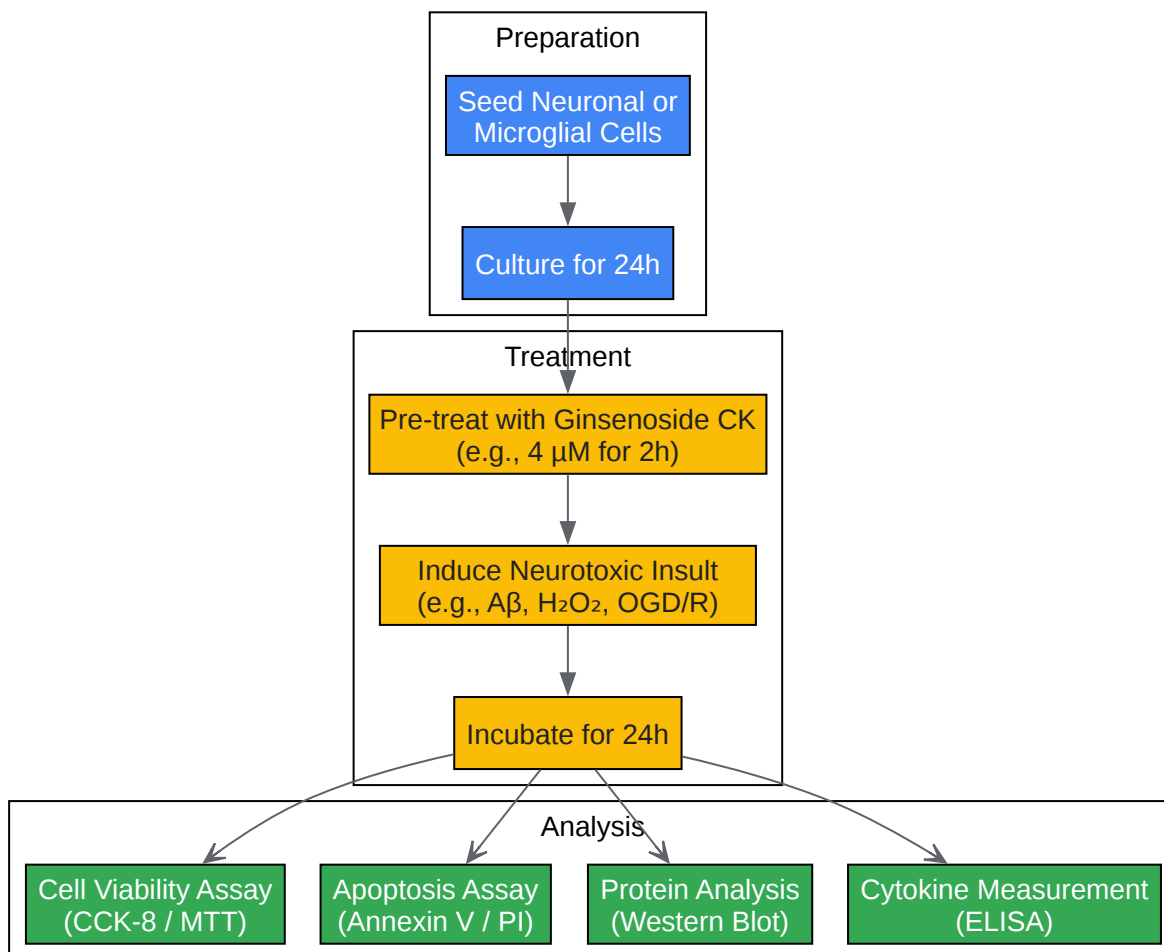 Preparation
Seed Neuronal or
Microglial Cells
Culture for 24h
Treatment
Pre-treat with Ginsenoside CK
(e.g., 4 µM for 2h)
Induce Neurotoxic Insult
(e.g., Aβ, H₂O₂, OGD/R)
Incubate for 24h
Analysis
Cell Viability Assay
(CCK-8 / MTT)
Apoptosis Assay
(Annexin V / PI)
Protein Analysis
(Western Blot)
Cytokine Measurement
(ELISA)